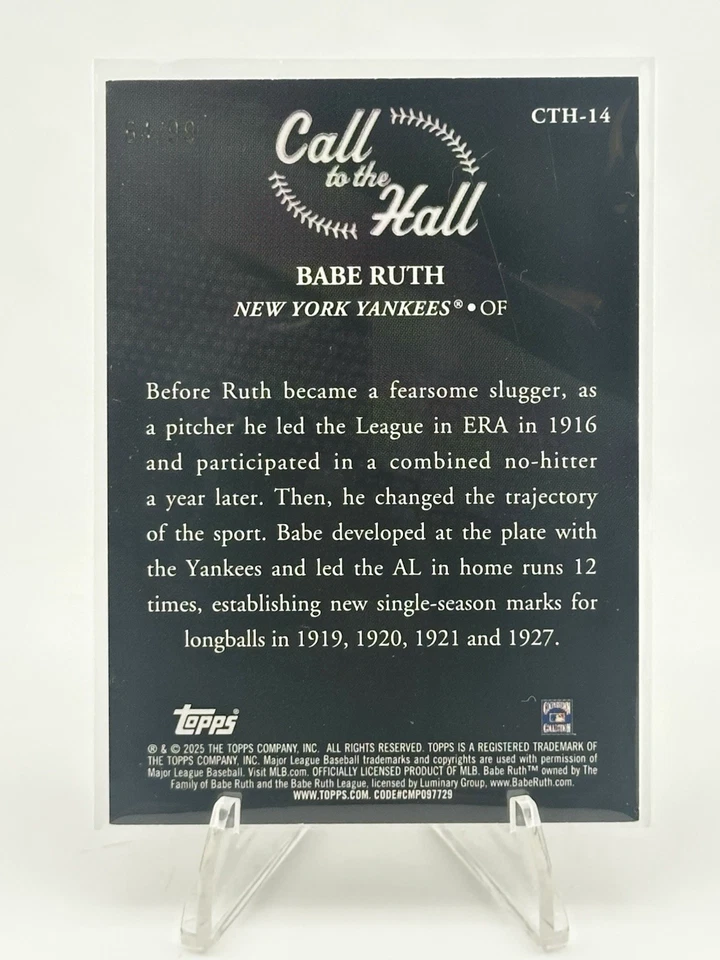 CTH-14
Call
to the
Hall
BABE RUTH
NEW YORK YANKEES® • OF
Before Ruth became a fearsome slugger, as
a pitcher he led the League in ERA in 1916
and participated in a combined no-hitter
a year later. Then, he changed the trajectory
of the sport. Babe developed at the plate with
the Yankees and led the AL in home runs 12
times, establishing new single-season marks for
longballs in 1919, 1920, 1921 and 1927.
Topps®
® & © 2025 THE TOPPS COMPANY, INC. ALL RIGHTS RESERVED. TOPPS IS A REGISTERED TRADEMARK OF
THE TOPPS COMPANY, INC. Major League Baseball trademarks and copyrights are used with permission of
Major League Baseball. Visit MLB.com. OFFICIALLY LICENSED PRODUCT OF MLB. Babe Ruth™ owned by The
Family of Babe Ruth and the Babe Ruth League, licensed by Luminary Group, www.BabeRuth.com.
WWW.TOPPS.COM. CODE#CMP097729